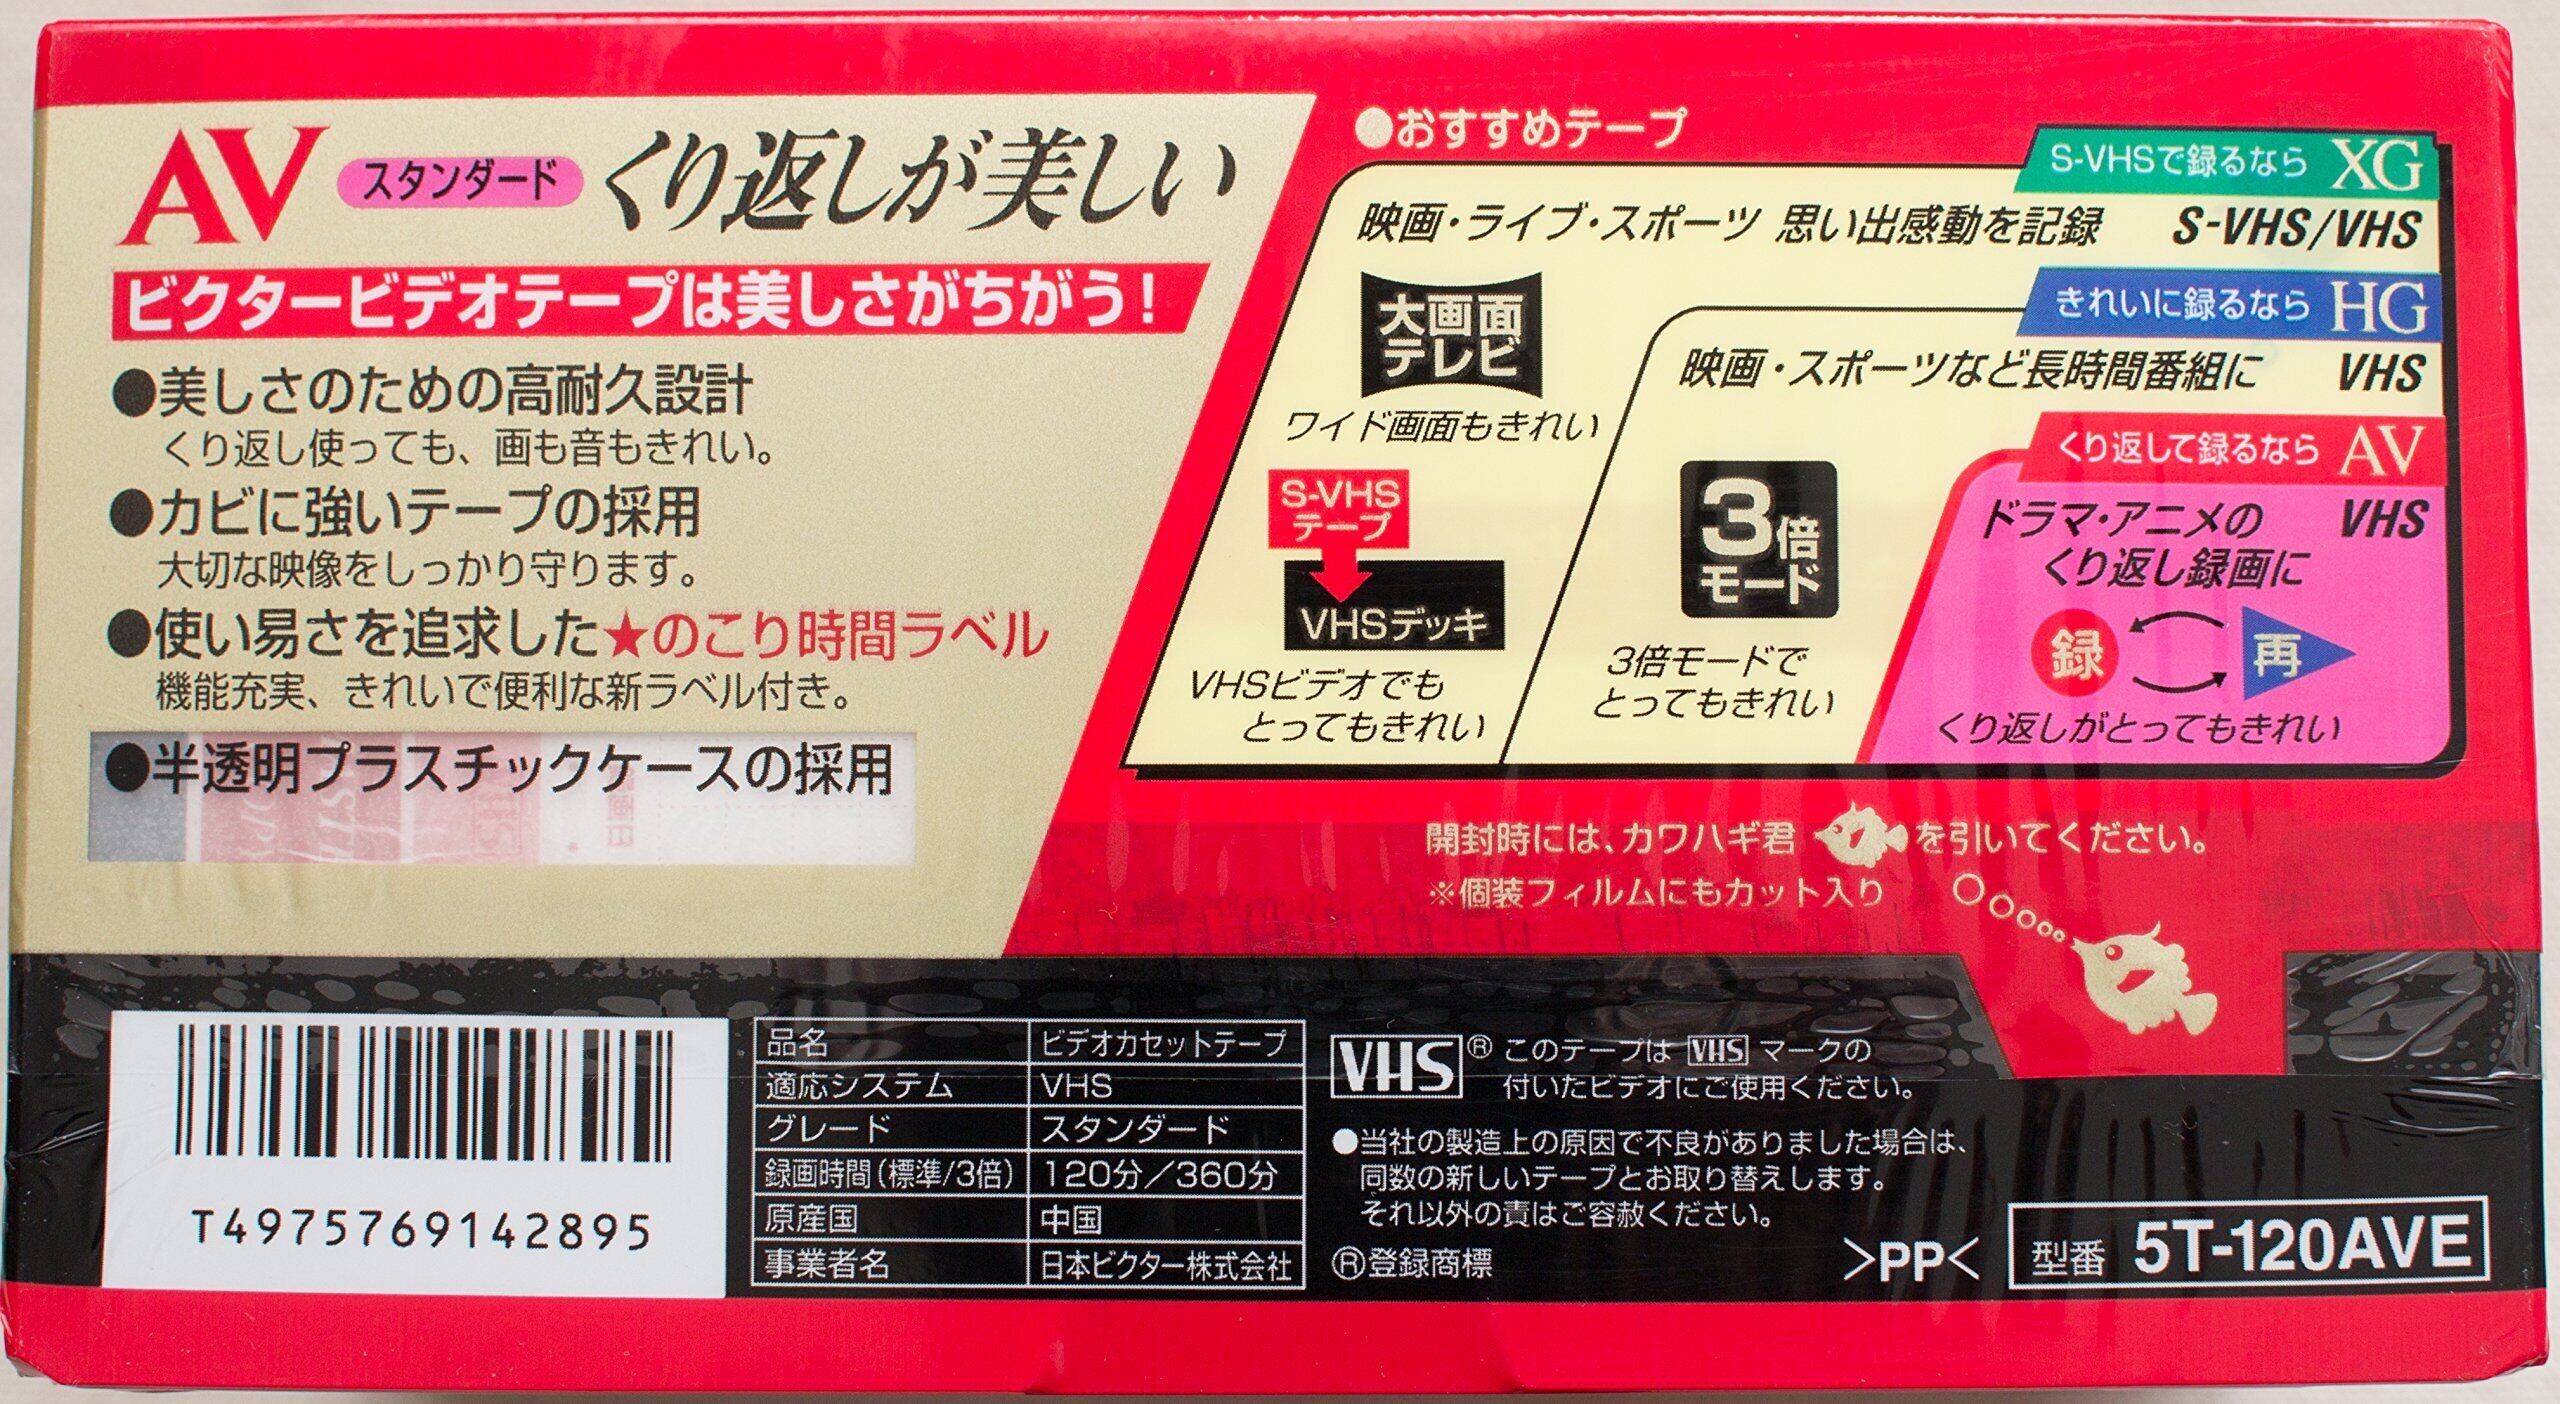 AV スタンダード くり返しが美しい
ビクタービデオテープは美しさがちがう!
●美しさのための高耐久設計
くり返し使っても、画も音もきれい。
●カビに強いテープの採用
大切な映像をしっかり守ります。
●使い易さを追求した★のこり時間ラベル
機能充実、きれいで便利な新ラベル付き。
●半透明プラスチックケースの採用
●おすすめテープ
S-VHSで録るなら XG
映画・ライブ・スポーツ 思い出感動を記録 S-VHS/VHS
大画面
テレビ
ワイド画面もきれい
S-VHS
テープ
VHSデッキ
VHSビデオでも
とってもきれい
きれいに録るなら HG
映画・スポーツなど長時間番組に VHS
3倍
モード
3倍モードで
とってもきれい
くり返して録るなら AV
ドラマ・アニメの VHS
くり返し録画に
録 再
くり返しがとってもきれい
開封時には、カワハギ君 を引いてください。
※個装フィルムにもカット入り
T4975769142895
品名 ビデオカセットテープ
適応システム VHS
グレード スタンダード
録画時間(標準/3倍) 120分/360分
原産国 中国
事業者名 日本ビクター株式会社
VHS® このテープは VHS マークの
付いたビデオにご使用ください。
●当社の製造上の原因で不良がありました場合は、
同数の新しいテープとお取り替えします。
それ以外の責はご容赦ください。
®登録商標
>PP<
型番 5T-120AVE